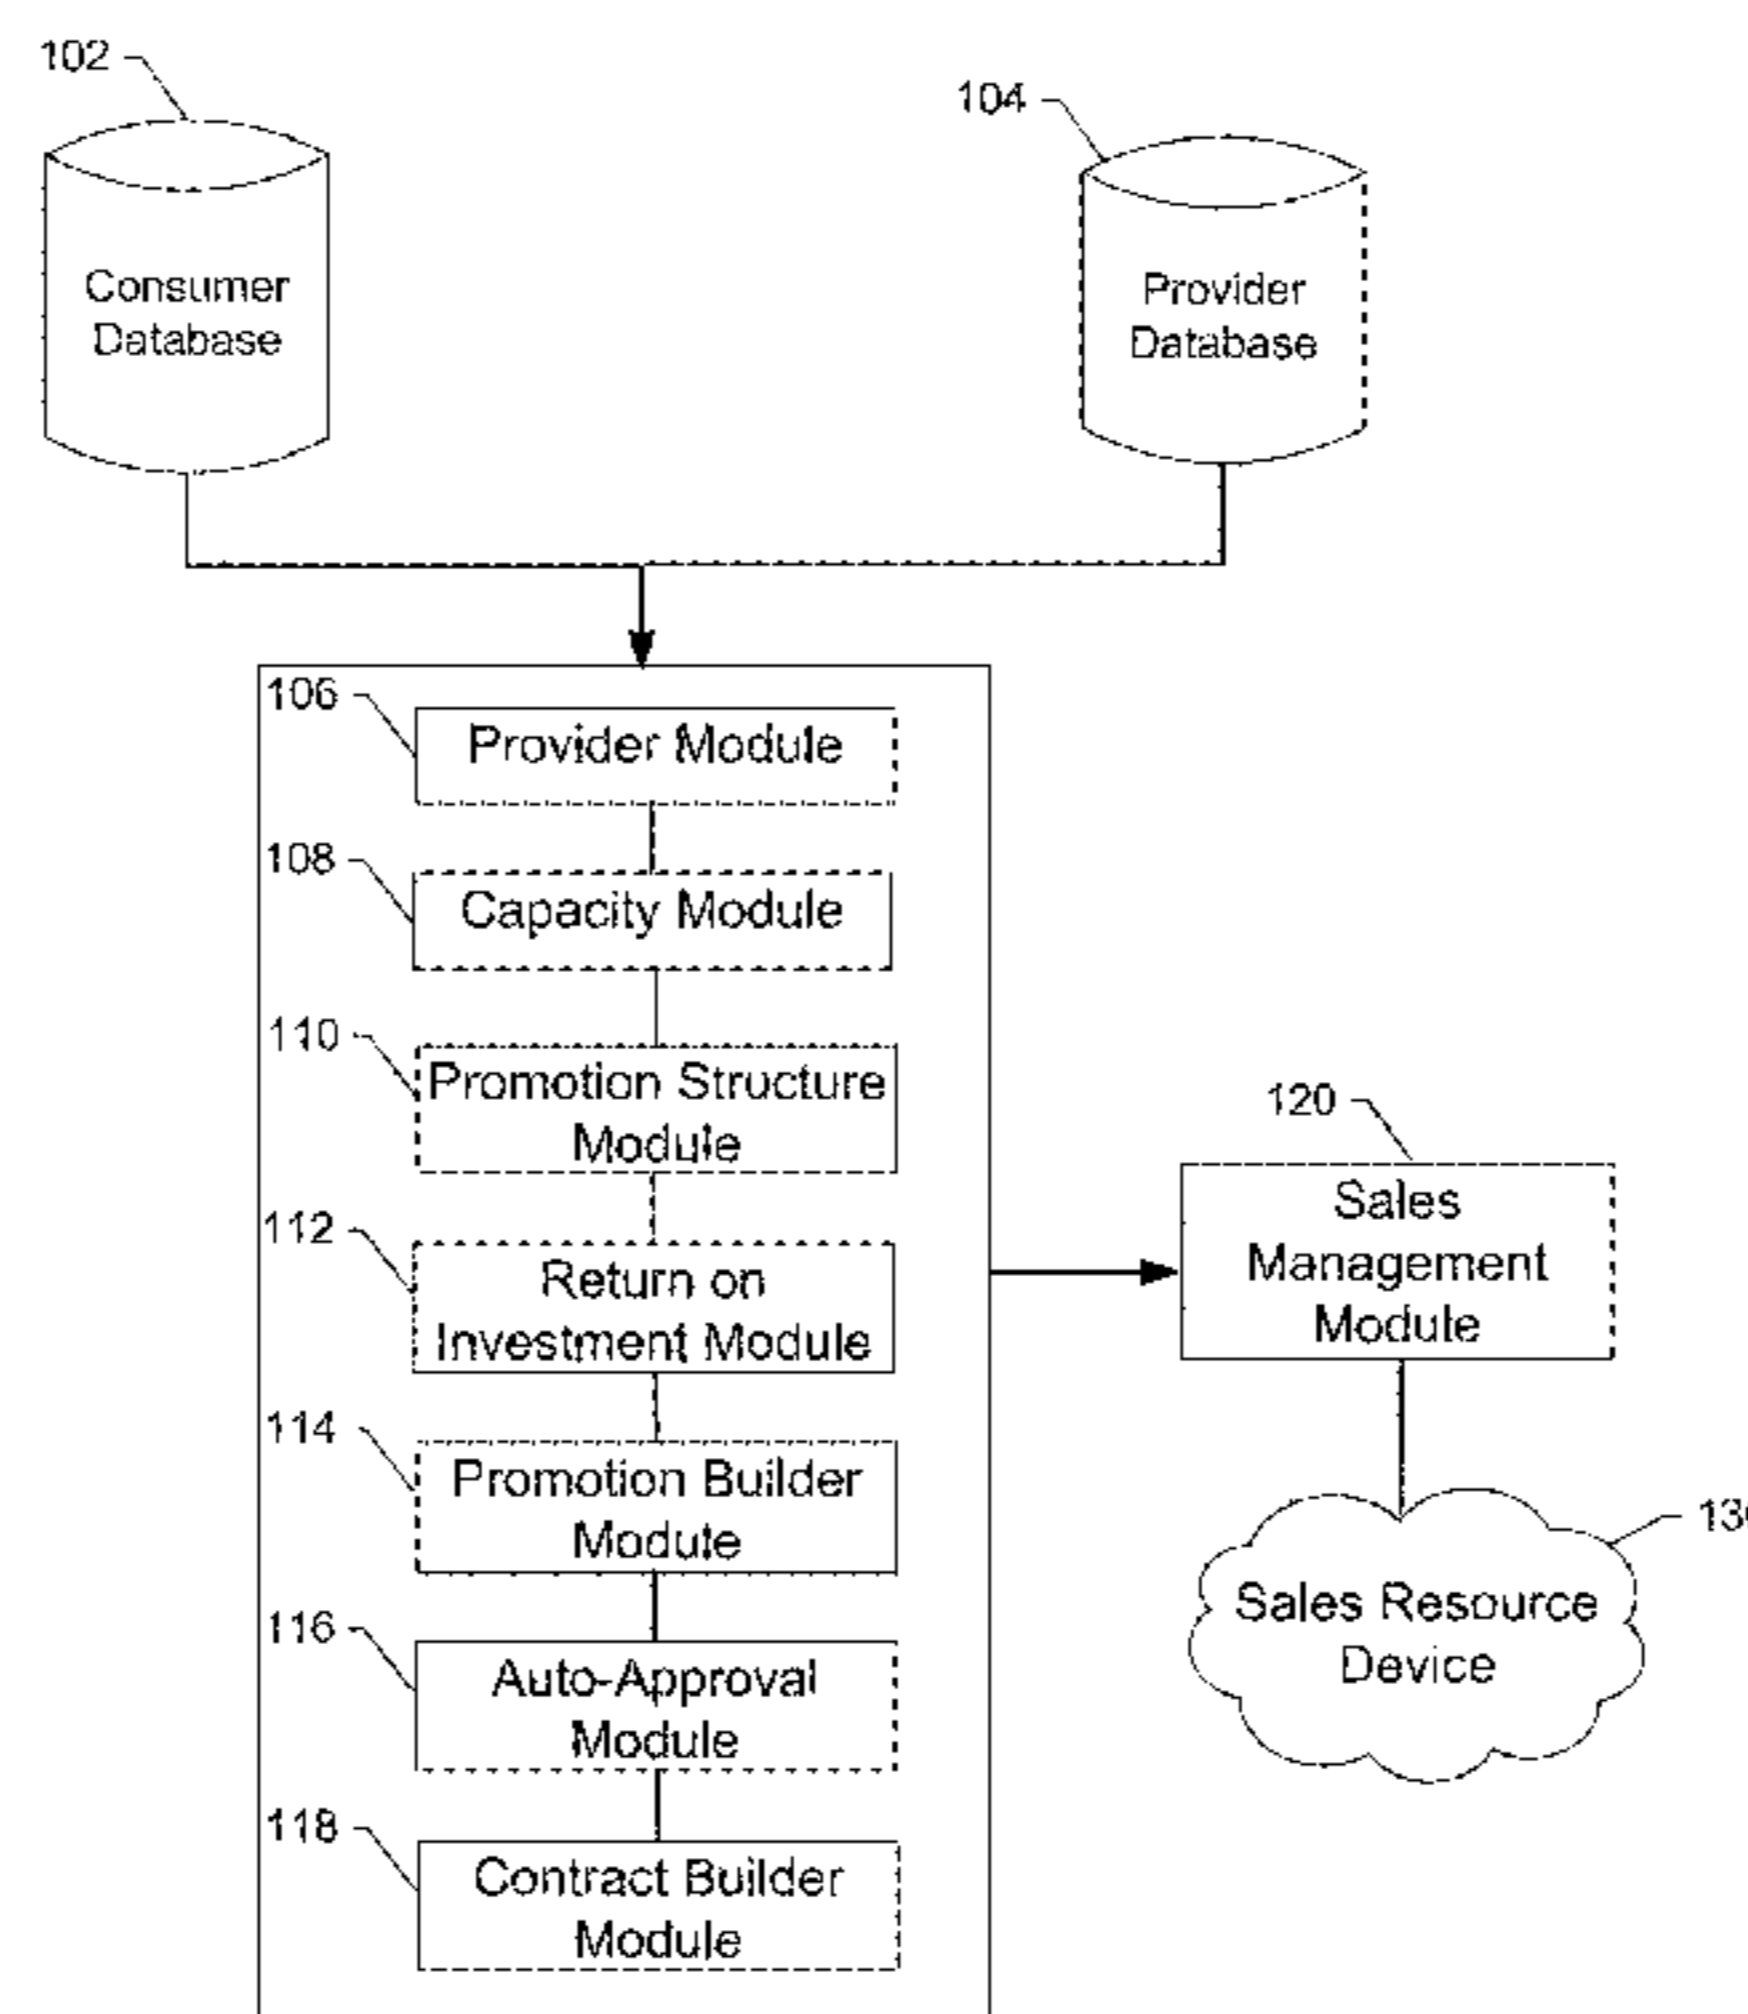 102
104
Consumer
Database
Provider
Database
106
Provider Module
108
Capacity Module
110
Promotion Structure
Module
112
Return on
Investment Module
114
Promotion Builder
Module
116
Auto-Approval
Module
118
Contract Builder
Module
120
Sales
Management
Module
Sales Resource
Device